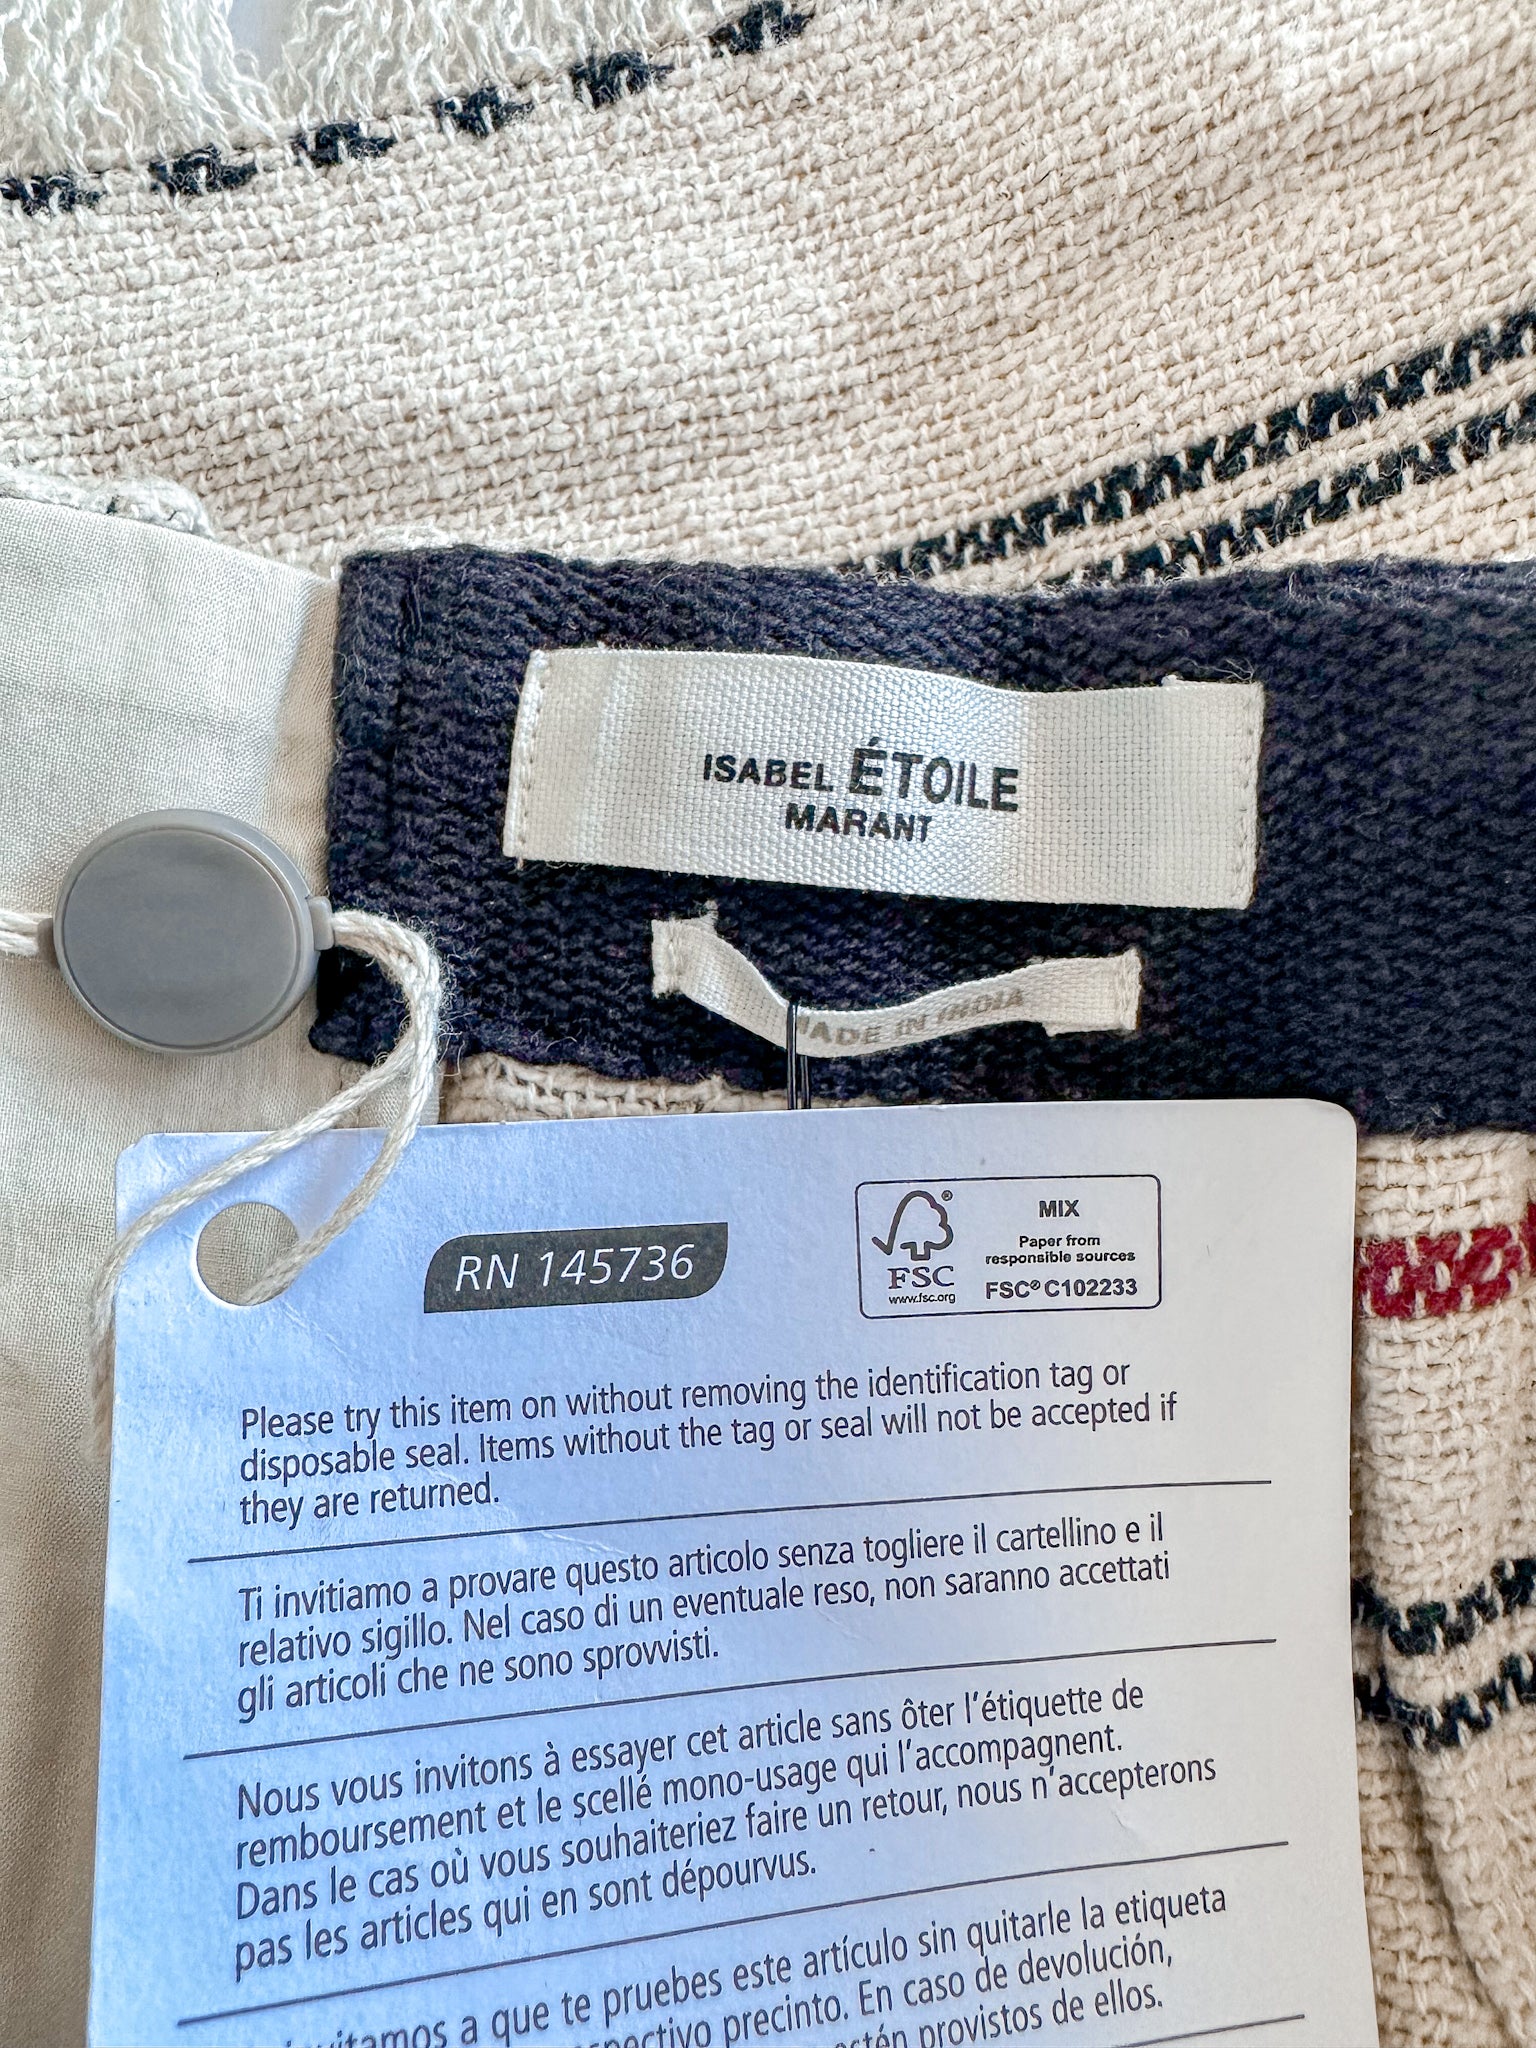 ISABEL ÉTOILE
MARANT
MADE IN INDIA
RN 145736
FSC®
www.fsc.org
MIX
Paper from
responsible sources
FSC® C102233
Please try this item on without removing the identification tag or
disposable seal. Items without the tag or seal will not be accepted if
they are returned.
Ti invitiamo a provare questo articolo senza togliere il cartellino e il
relativo sigillo. Nel caso di un eventuale reso, non saranno accettati
gli articoli che ne sono sprovvisti.
Nous vous invitons à essayer cet article sans ôter l'étiquette de
remboursement et le scellé mono-usage qui l'accompagnent.
Dans le cas où vous souhaiteriez faire un retour, nous n'accepterons
pas les articles qui en sont dépourvus.
a que te pruebes este artículo sin quitarle la etiqueta
precinto. En caso de devolución,
provistos de ellos.